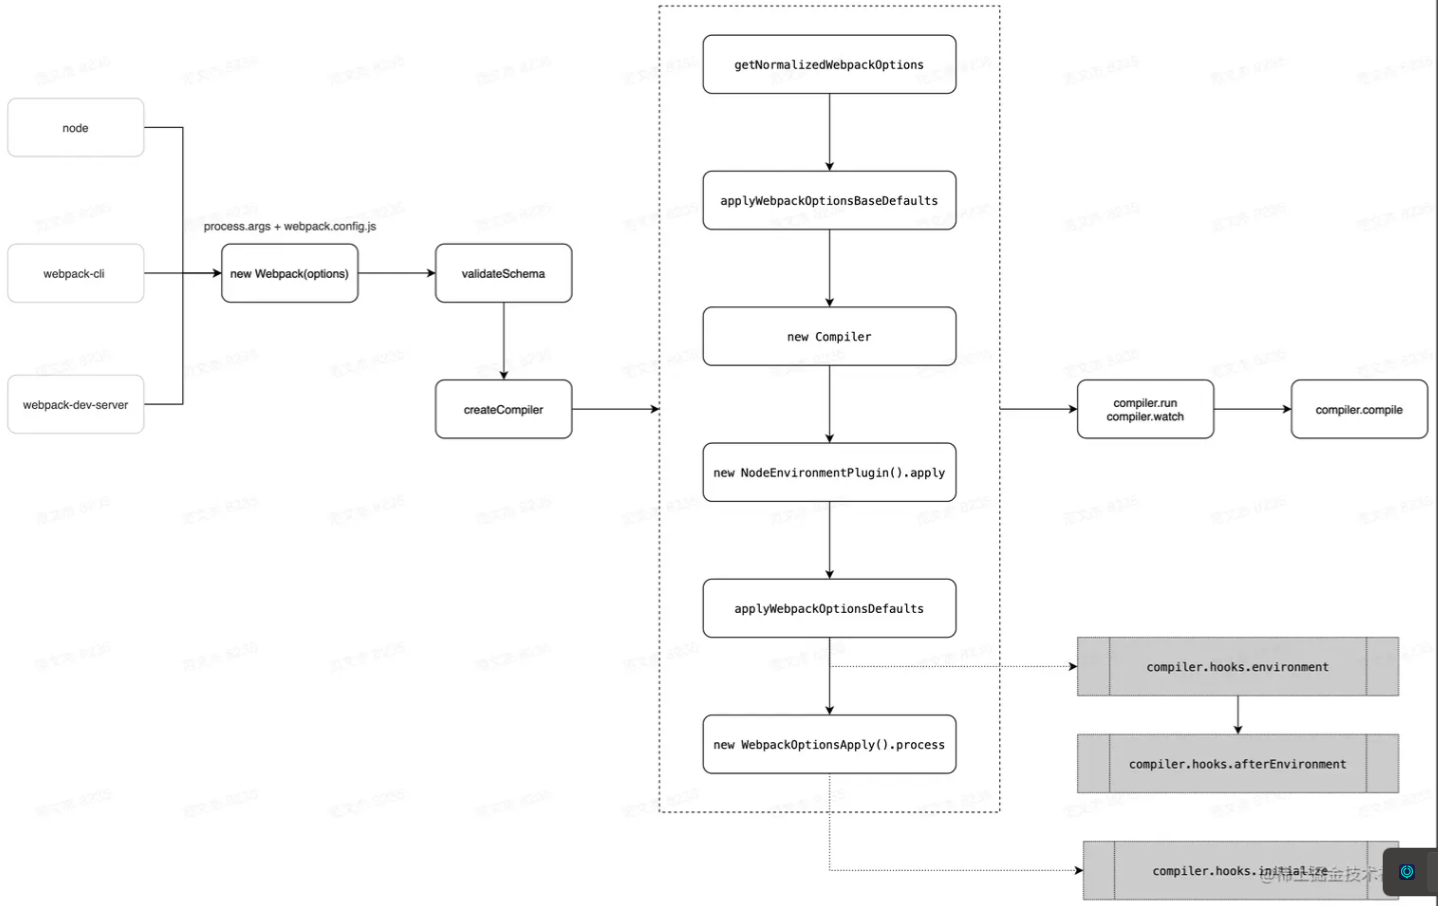 getNormalizedWebpackOptions
node
applyWebpackOptionsBaseDefaults
process.args + webpack.config.js
webpack-cli
new Webpack(options)
validateSchema
new Compiler
webpack-dev-server
createCompiler
compiler.run
compiler.watch
compiler.compile
new NodeEnvironmentPlugin().apply
applyWebpackOptionsDefaults
compiler.hooks.environment
new WebpackOptionsApply().process
compiler.hooks.afterEnvironment
compiler.hooks.initialize
@稀土掘金技术社